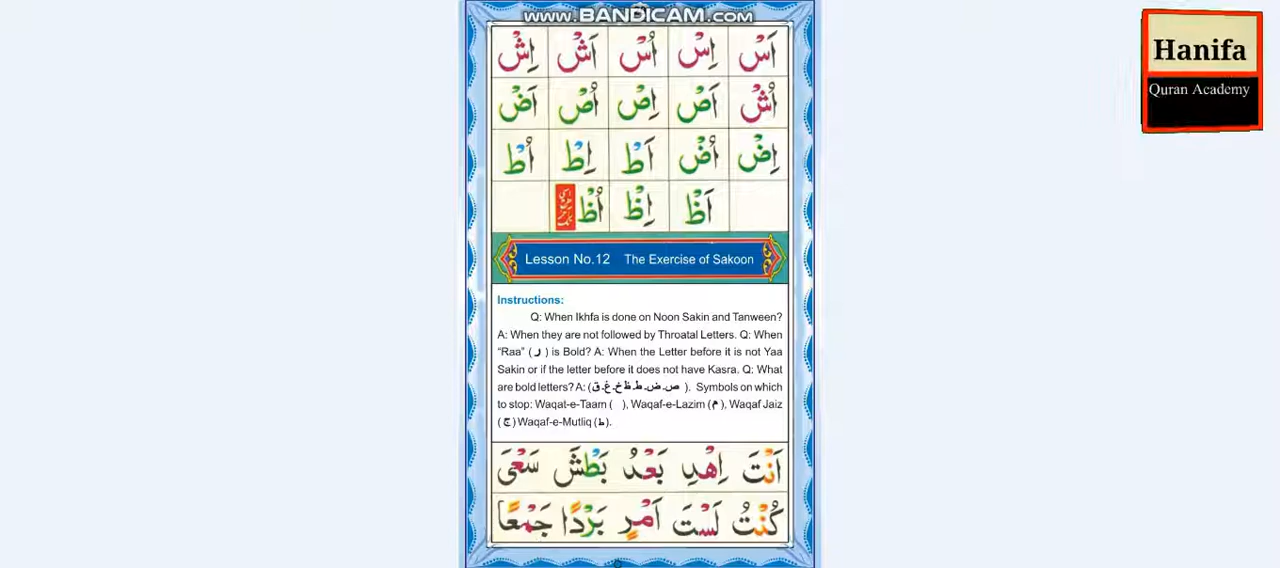 www.BANDICAM.com
Hanifa
Quran Academy
اَسْ اِسْ اُسْ اَشْ اِشْ
اُشْ اَصْ اِصْ اُصْ اَضْ
اِضْ اُضْ اَطْ اِطْ اُطْ
اَظْ اِظْ اُظْ
Lesson No.12 The Exercise of Sakoon
Instructions:
Q: When Ikhfa is done on Noon Sakin and Tanween?
A: When they are not followed by Throatal Letters. Q: When
“Raa” ( ر ) is Bold? A: When the Letter before it is not Yaa
Sakin or if the letter before it does not have Kasra. Q: What
are bold letters? A: ( ص۔ض۔ط۔ظ خ۔غ۔ق ). Symbols on which
to stop: Waqat-e-Taam ( ), Waqaf-e-Lazim (م), Waqaf Jaiz
(ج) Waqaf-e-Mutliq (ط).
اَنْتَ اِهْدِ بَعْدُ بَطْشَ سَعْیَ
كُنْتُ لَسْتَ اَمْرٍ بَرْدًا جَمْعًا